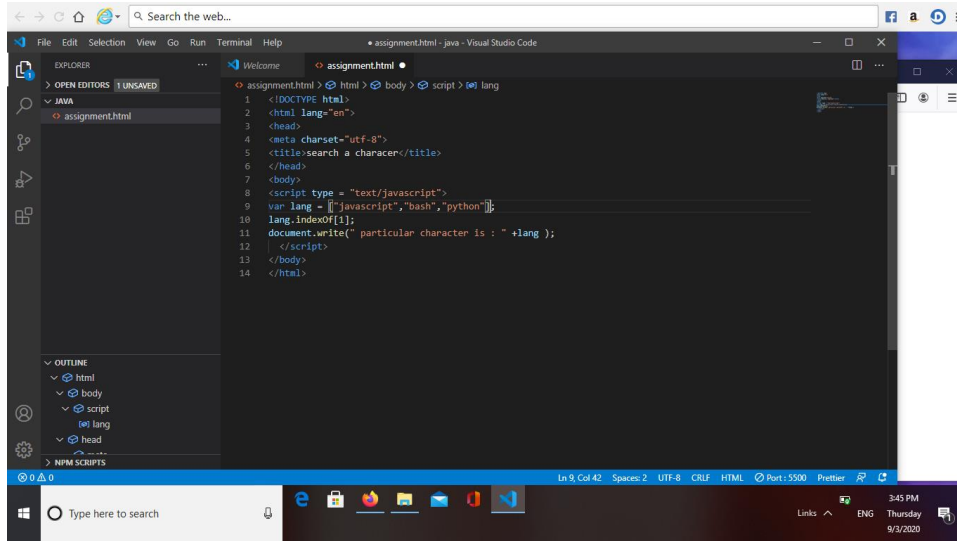 Search the web...
File Edit Selection View Go Run Terminal Help
• assignment.html - java - Visual Studio Code
EXPLORER
Welcome
assignment.html
OPEN EDITORS 1 UNSAVED
assignment.html > html > body > script > lang
JAVA
assignment.html
1 <!DOCTYPE html>
2 <html lang="en">
3 <head>
4 <meta charset="utf-8">
5 <title>search a characer</title>
6 </head>
7 <body>
8 <script type = "text/javascript">
9 var lang = ["javascript","bash","python"];
10 lang.indexOf[1];
11 document.write(" particular character is : " +lang );
12 </script>
13 </body>
14 </html>
OUTLINE
html
body
script
lang
head
NPM SCRIPTS
0 0
Ln 9, Col 42 Spaces: 2 UTF-8 CRLF HTML Port : 5500 Prettier
Type here to search
Links ENG
3:45 PM
Thursday
9/3/2020